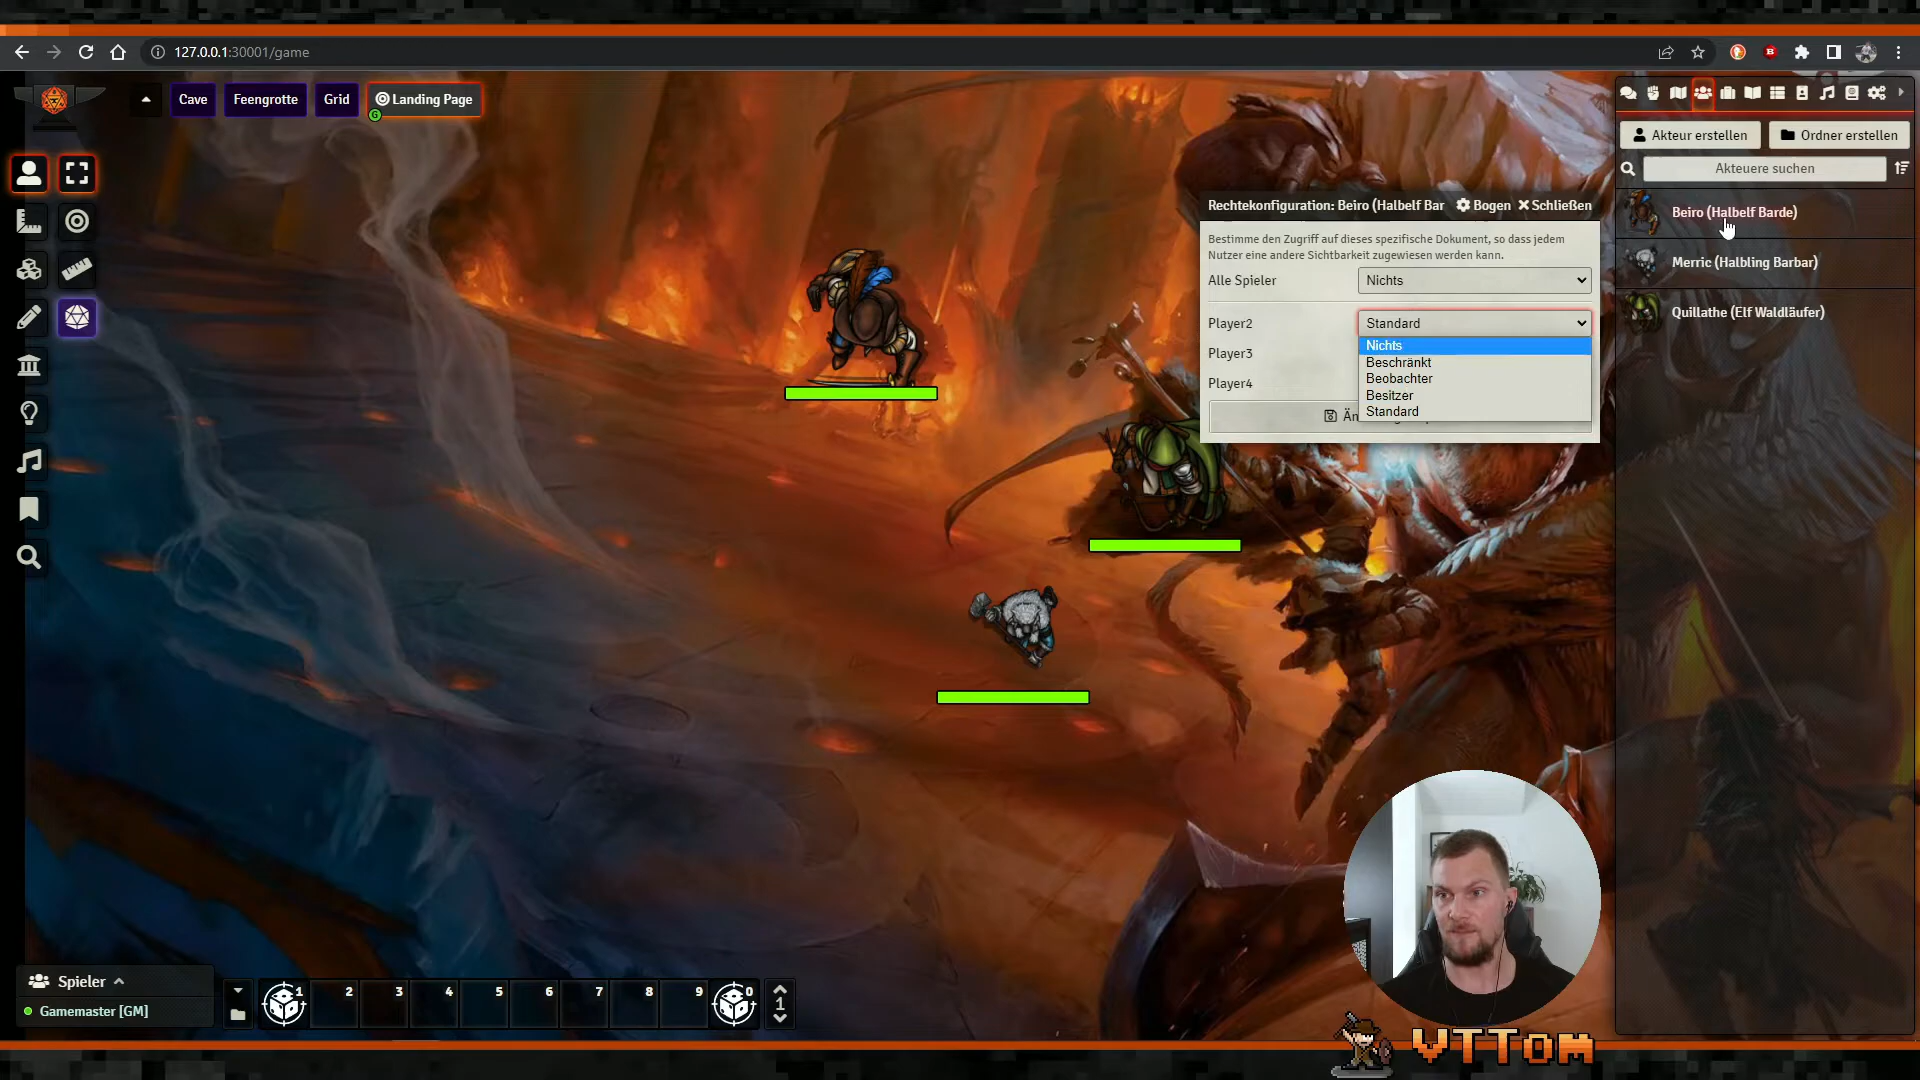 127.0.0.1:30001/game
Cave
Feengrotte
Grid
Landing Page
G
Akteur erstellen
Ordner erstellen
Akteuere suchen
Beiro (Halbelf Barde)
Merric (Halbling Barbar)
Quillathe (Elf Waldläufer)
Rechtekonfiguration: Beiro (Halbelf Bar
Bogen
Schließen
Bestimme den Zugriff auf dieses spezifische Dokument, so dass jedem
Nutzer eine andere Sichtbarkeit zugewiesen werden kann.
Alle Spieler
Nichts
Player2
Standard
Nichts
Beschränkt
Beobachter
Besitzer
Standard
Player3
Player4
Spieler
Gamemaster [GM]
1
2
3
4
5
6
7
8
9
0
1
VTTom